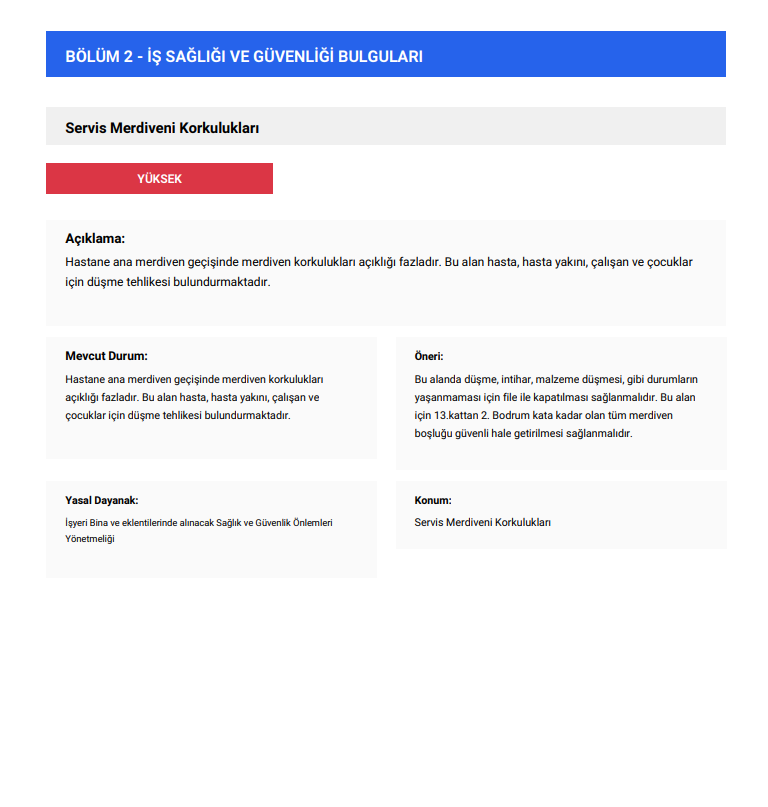 BÖLÜM 2 - İŞ SAĞLIĞI VE GÜVENLİĞİ BULGULARI
Servis Merdiveni Korkulukları
YÜKSEK
Açıklama:
Hastane ana merdiven geçişinde merdiven korkulukları açıklığı fazladır. Bu alan hasta, hasta yakını, çalışan ve çocuklar
için düşme tehlikesi bulundurmaktadır.
Mevcut Durum:
Hastane ana merdiven geçişinde merdiven korkulukları
açıklığı fazladır. Bu alan hasta, hasta yakını, çalışan ve
çocuklar için düşme tehlikesi bulundurmaktadır.
Öneri:
Bu alanda düşme, intihar, malzeme düşmesi, gibi durumların
yaşanmaması için file ile kapatılması sağlanmalıdır. Bu alan
için 13.kattan 2. Bodrum kata kadar olan tüm merdiven
boşluğu güvenli hale getirilmesi sağlanmalıdır.
Yasal Dayanak:
İşyeri Bina ve eklentilerinde alınacak Sağlık ve Güvenlik Önlemleri
Yönetmeliği
Konum:
Servis Merdiveni Korkulukları